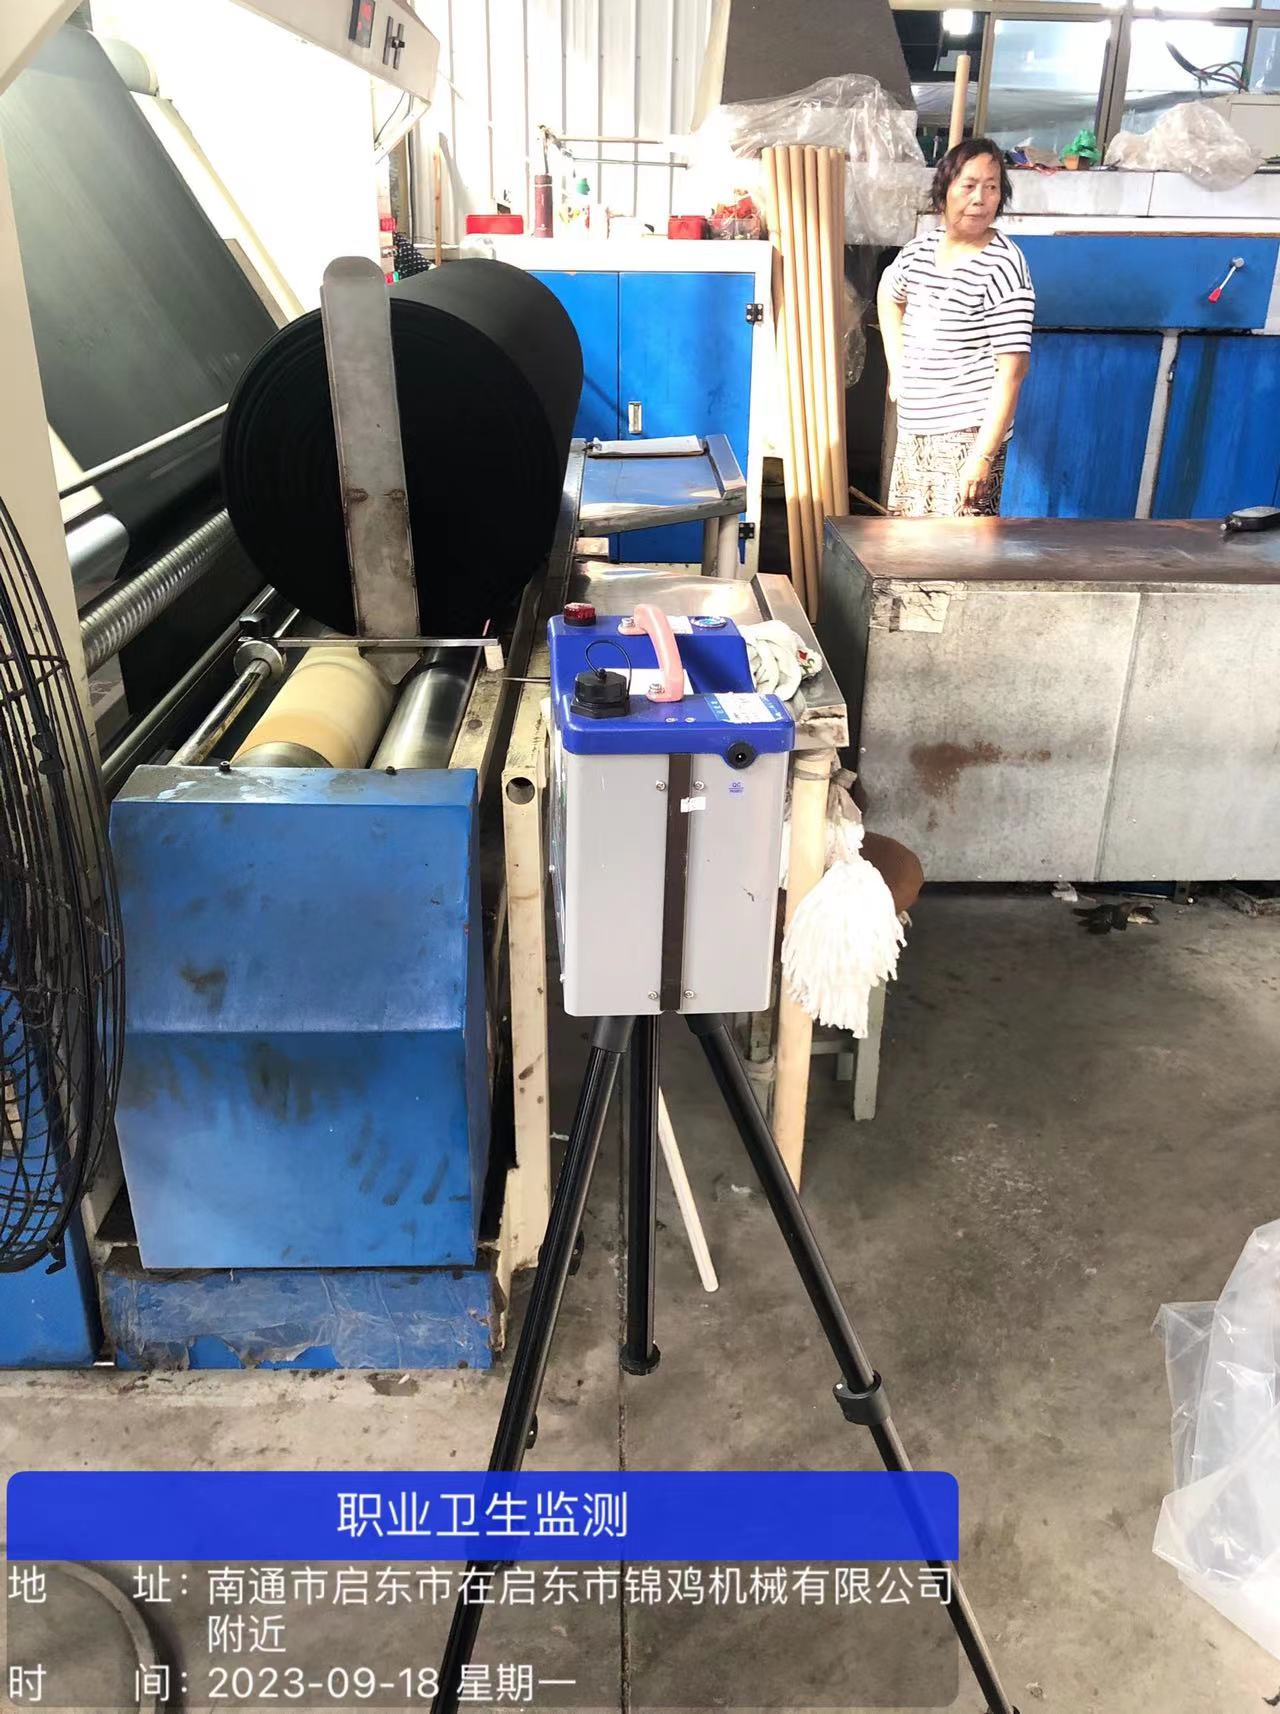 QC
职业卫生监测
地 址：南通市启东市在启东市锦鸡机械有限公司
附近
时 间：2023-09-18 星期一